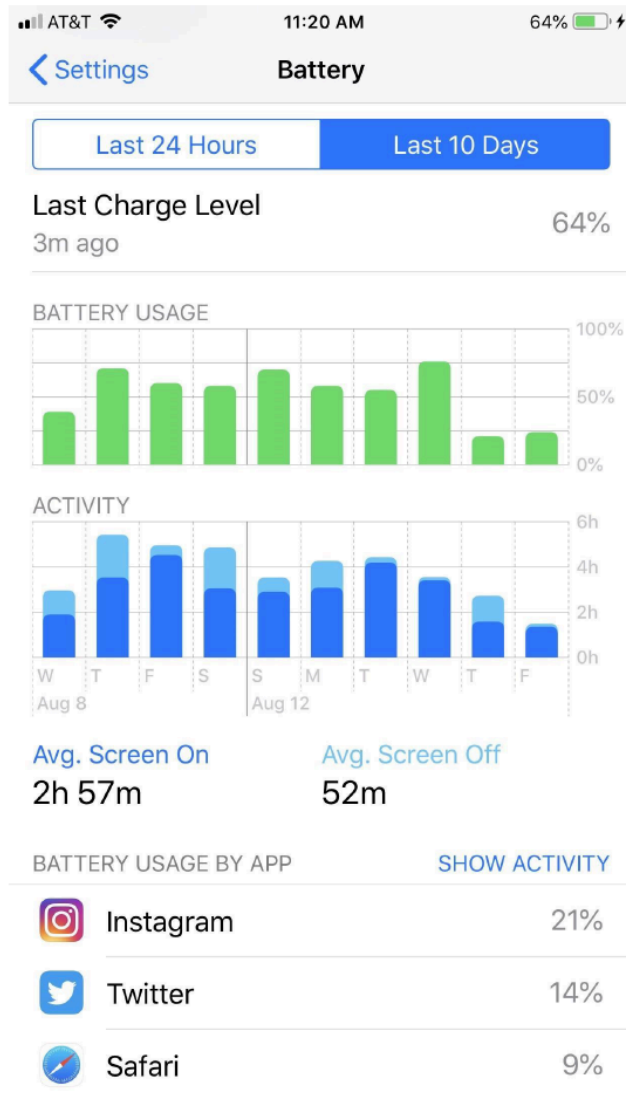 AT&T 11:20 AM 64%
Settings Battery
Last 24 Hours Last 10 Days
Last Charge Level 64%
3m ago
BATTERY USAGE
100%
50%
0%
ACTIVITY
6h
4h
2h
0h
W T F S S M T W T F
Aug 8 Aug 12
Avg. Screen On Avg. Screen Off
2h 57m 52m
BATTERY USAGE BY APP SHOW ACTIVITY
Instagram 21%
Twitter 14%
Safari 9%